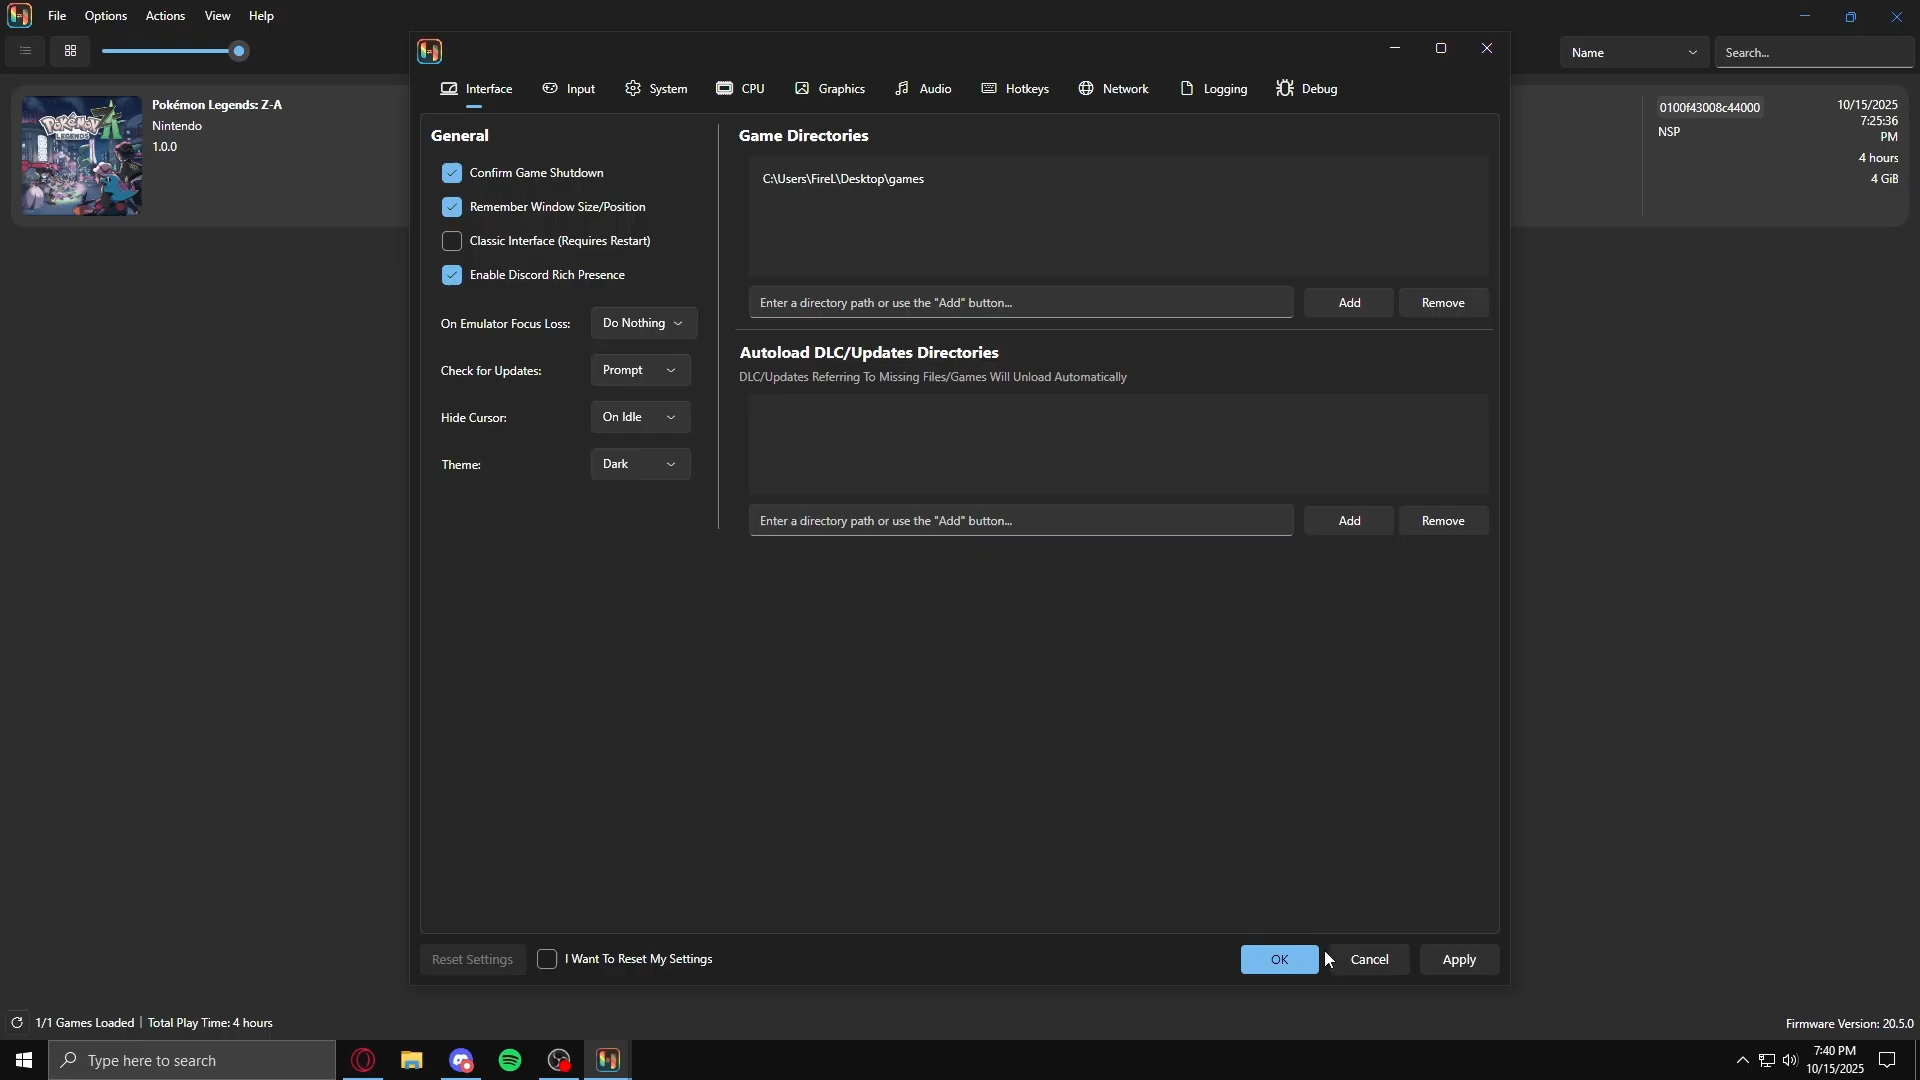 File Options Actions View Help
Name
Search...
Interface Input System CPU Graphics Audio Hotkeys Network Logging Debug
Pokémon Legends: Z-A
Nintendo
1.0.0
POKÉMON
LEGENDS
0100f43008c44000
NSP
10/15/2025
7:25:36
PM
4 hours
4 GiB
General
Confirm Game Shutdown
Remember Window Size/Position
Classic Interface (Requires Restart)
Enable Discord Rich Presence
On Emulator Focus Loss: Do Nothing
Check for Updates: Prompt
Hide Cursor: On Idle
Theme: Dark
Game Directories
C:\Users\FireL\Desktop\games
Enter a directory path or use the "Add" button... Add Remove
Autoload DLC/Updates Directories
DLC/Updates Referring To Missing Files/Games Will Unload Automatically
Enter a directory path or use the "Add" button... Add Remove
Reset Settings I Want To Reset My Settings OK Cancel Apply
1/1 Games Loaded Total Play Time: 4 hours
Firmware Version: 20.5.0
Type here to search
7:40 PM
10/15/2025